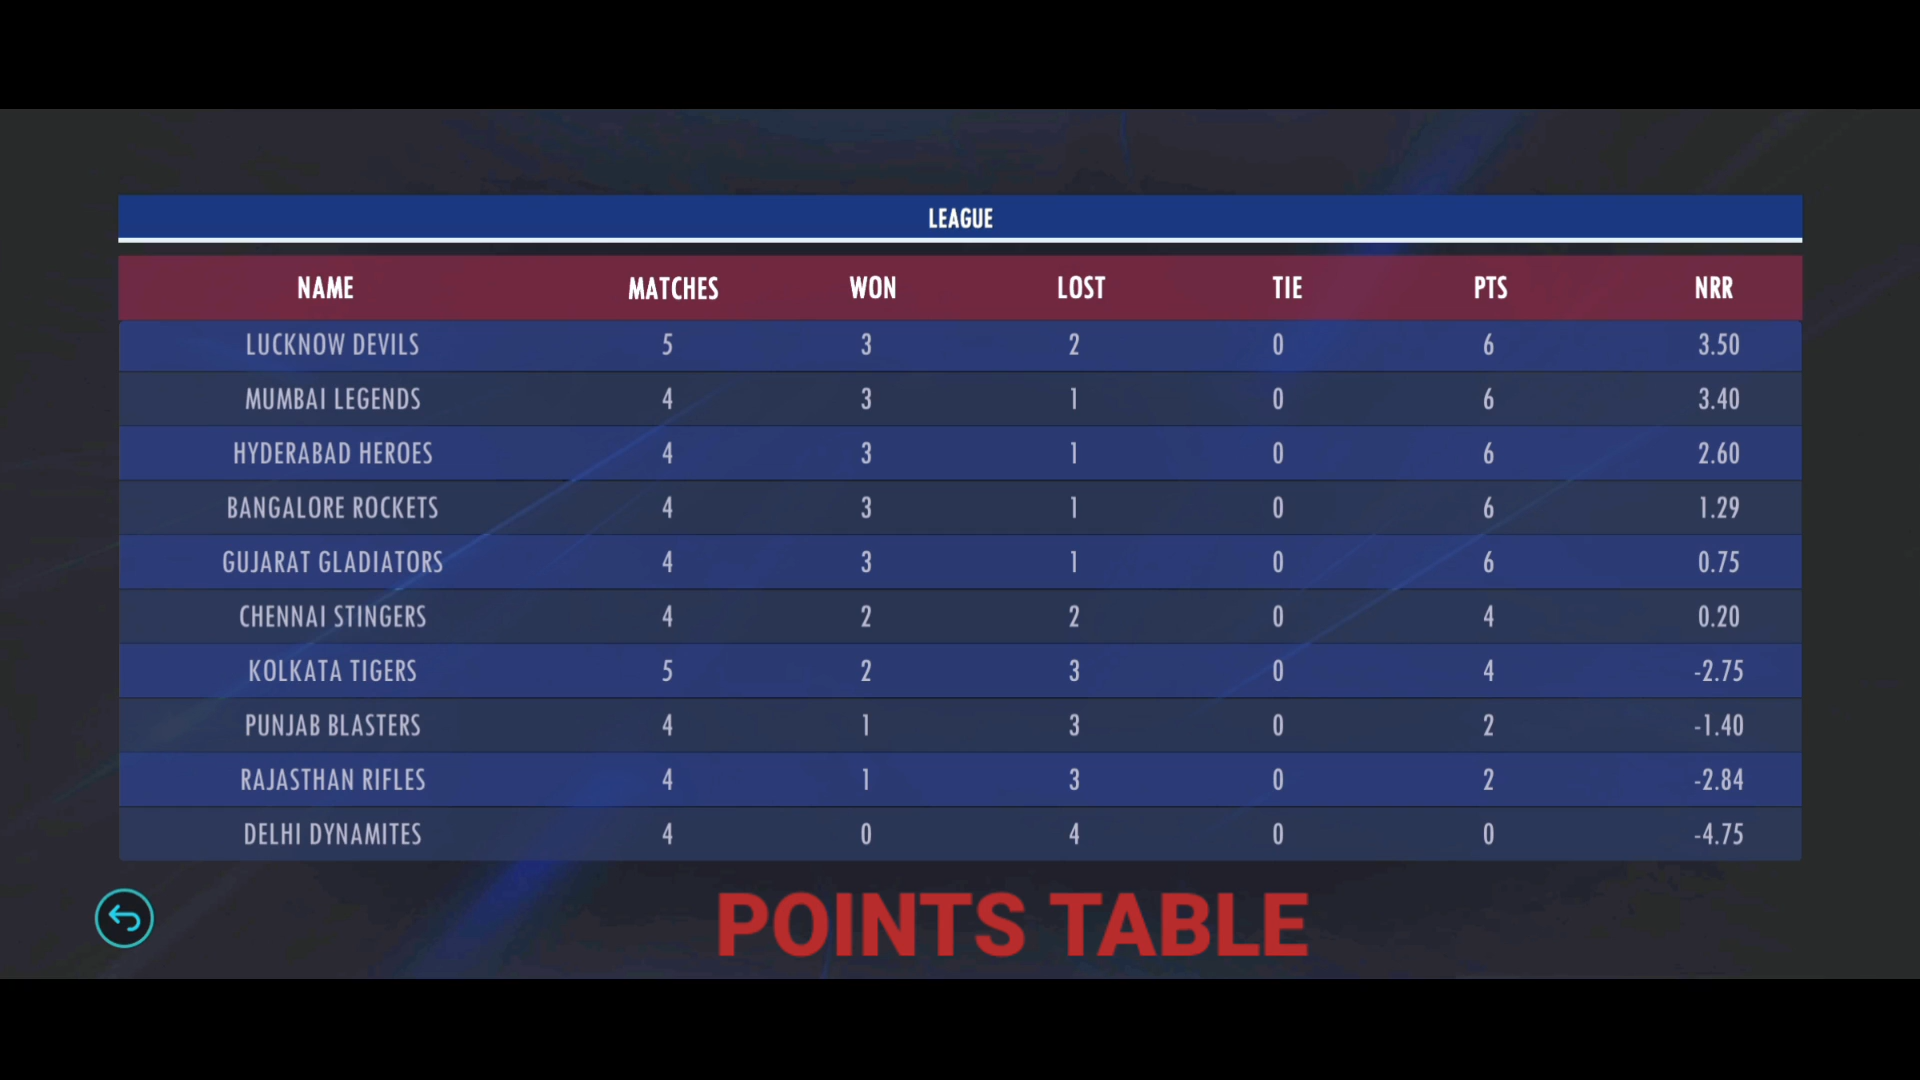 LEAGUE
NAME MATCHES WON LOST TIE PTS NRR
LUCKNOW DEVILS 5 3 2 0 6 3.50
MUMBAI LEGENDS 4 3 1 0 6 3.40
HYDERABAD HEROES 4 3 1 0 6 2.60
BANGALORE ROCKETS 4 3 1 0 6 1.29
GUJARAT GLADIATORS 4 3 1 0 6 0.75
CHENNAI STINGERS 4 2 2 0 4 0.20
KOLKATA TIGERS 5 2 3 0 4 -2.75
PUNJAB BLASTERS 4 1 3 0 2 -1.40
RAJASTHAN RIFLES 4 1 3 0 2 -2.84
DELHI DYNAMITES 4 0 4 0 0 -4.75
POINTS TABLE